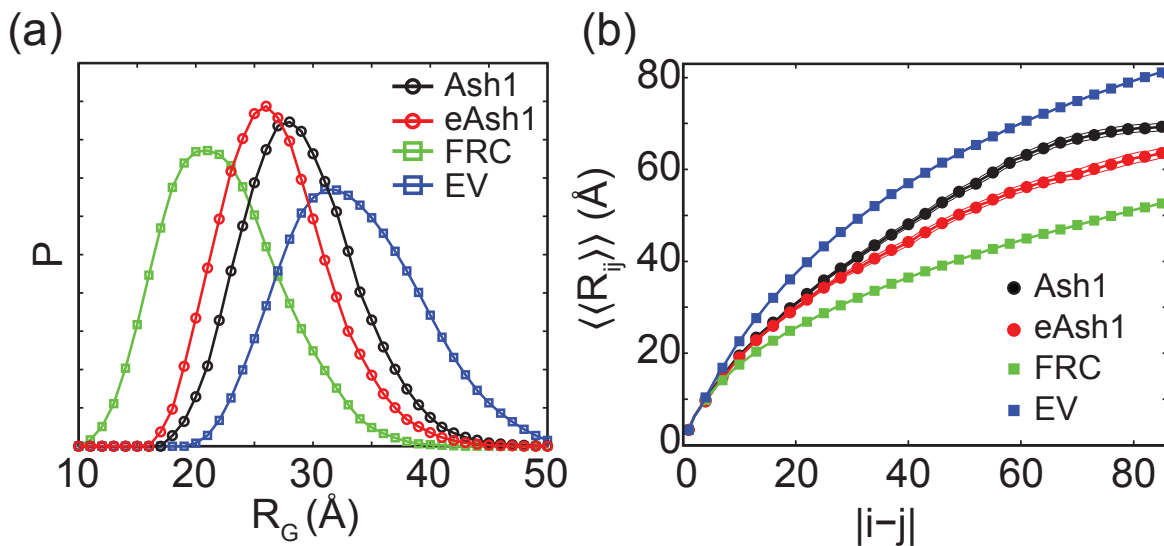 (a)
Ash1
eAsh1
FRC
EV
P
10 20 30 40 50
R_G (Å)
(b)
80
60
40
20
0
⟨⟨R_ij⟩⟩ (Å)
Ash1
eAsh1
FRC
EV
0 20 40 60 80
|i−j|